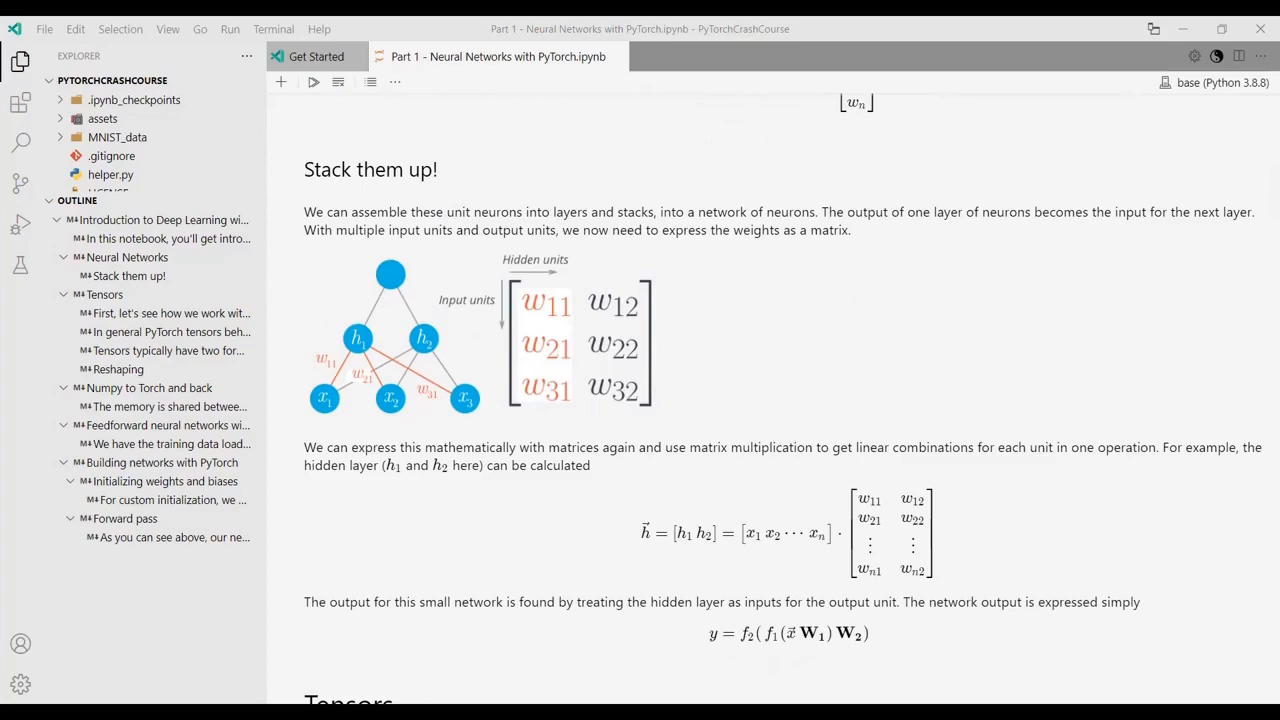 File Edit Selection View Go Run Terminal Help
Part 1 - Neural Networks with PyTorch.ipynb - PyTorchCrashCourse
EXPLORER
PYTORCHCRASHCOURSE
.ipynb_checkpoints
assets
MNIST_data
.gitignore
helper.py
OUTLINE
Introduction to Deep Learning wi...
In this notebook, you'll get intro...
Neural Networks
Stack them up!
Tensors
First, let's see how we work wit...
In general PyTorch tensors beh...
Tensors typically have two for...
Reshaping
Numpy to Torch and back
The memory is shared betwee...
Feedforward neural networks wi...
We have the training data load...
Building networks with PyTorch
Initializing weights and biases
For custom initialization, we ...
Forward pass
As you can see above, our ne...
Get Started
Part 1 - Neural Networks with PyTorch.ipynb
base (Python 3.8.8)
wₙ
Stack them up!
We can assemble these unit neurons into layers and stacks, into a network of neurons. The output of one layer of neurons becomes the input for the next layer.
With multiple input units and output units, we now need to express the weights as a matrix.
Hidden units
Input units
h₁ h₂
w₁₁ w₂₁ w₃₁
x₁ x₂ x₃
w₁₁ w₁₂
w₂₁ w₂₂
w₃₁ w₃₂
We can express this mathematically with matrices again and use matrix multiplication to get linear combinations for each unit in one operation. For example, the
hidden layer (h₁ and h₂ here) can be calculated
h⃗ = [h₁ h₂] = [x₁ x₂ ⋯ xₙ] ·
w₁₁ w₁₂
w₂₁ w₂₂
⋮ ⋮
wₙ₁ wₙ₂
The output for this small network is found by treating the hidden layer as inputs for the output unit. The network output is expressed simply
y = f₂( f₁(x⃗ W₁) W₂)
Tensors